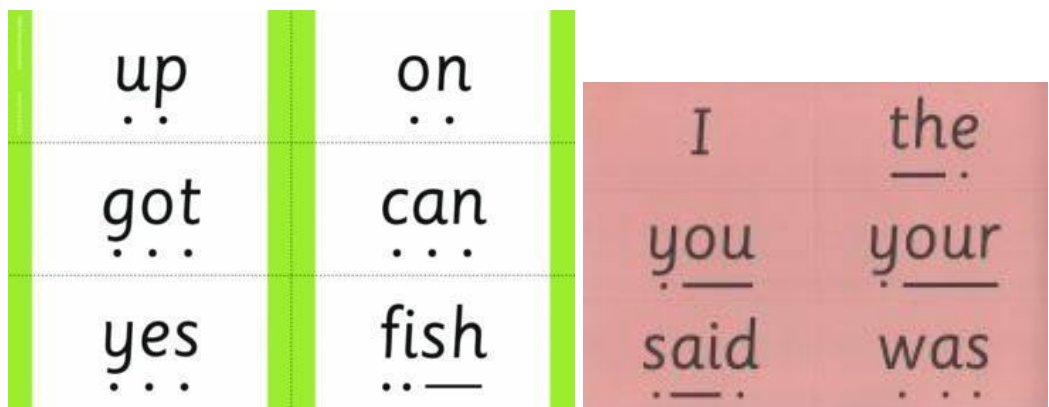 up on
got can
yes fish
I the
you your
said was